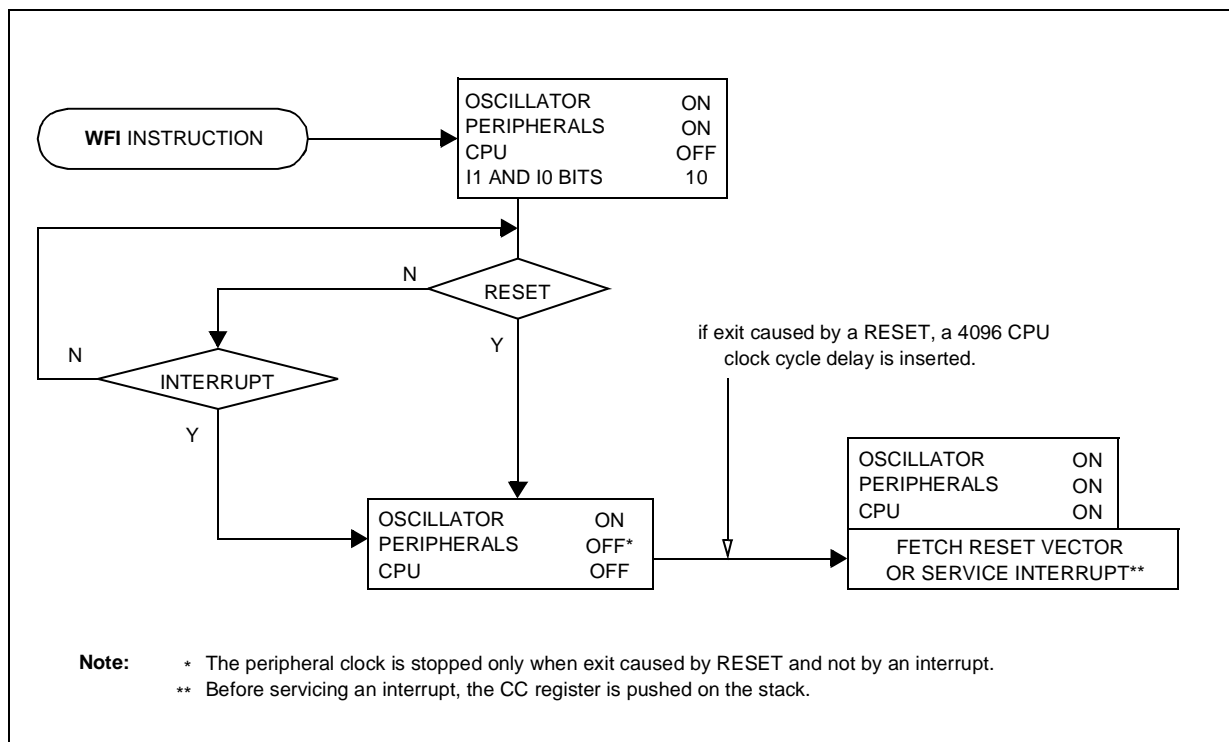 WFI INSTRUCTION
OSCILLATOR ON
PERIPHERALS ON
CPU OFF
I1 AND I0 BITS 10
N
RESET
Y
N
INTERRUPT
Y
if exit caused by a RESET, a 4096 CPU
clock cycle delay is inserted.
OSCILLATOR ON
PERIPHERALS OFF*
CPU OFF
OSCILLATOR ON
PERIPHERALS ON
CPU ON
FETCH RESET VECTOR
OR SERVICE INTERRUPT**
Note: * The peripheral clock is stopped only when exit caused by RESET and not by an interrupt.
** Before servicing an interrupt, the CC register is pushed on the stack.